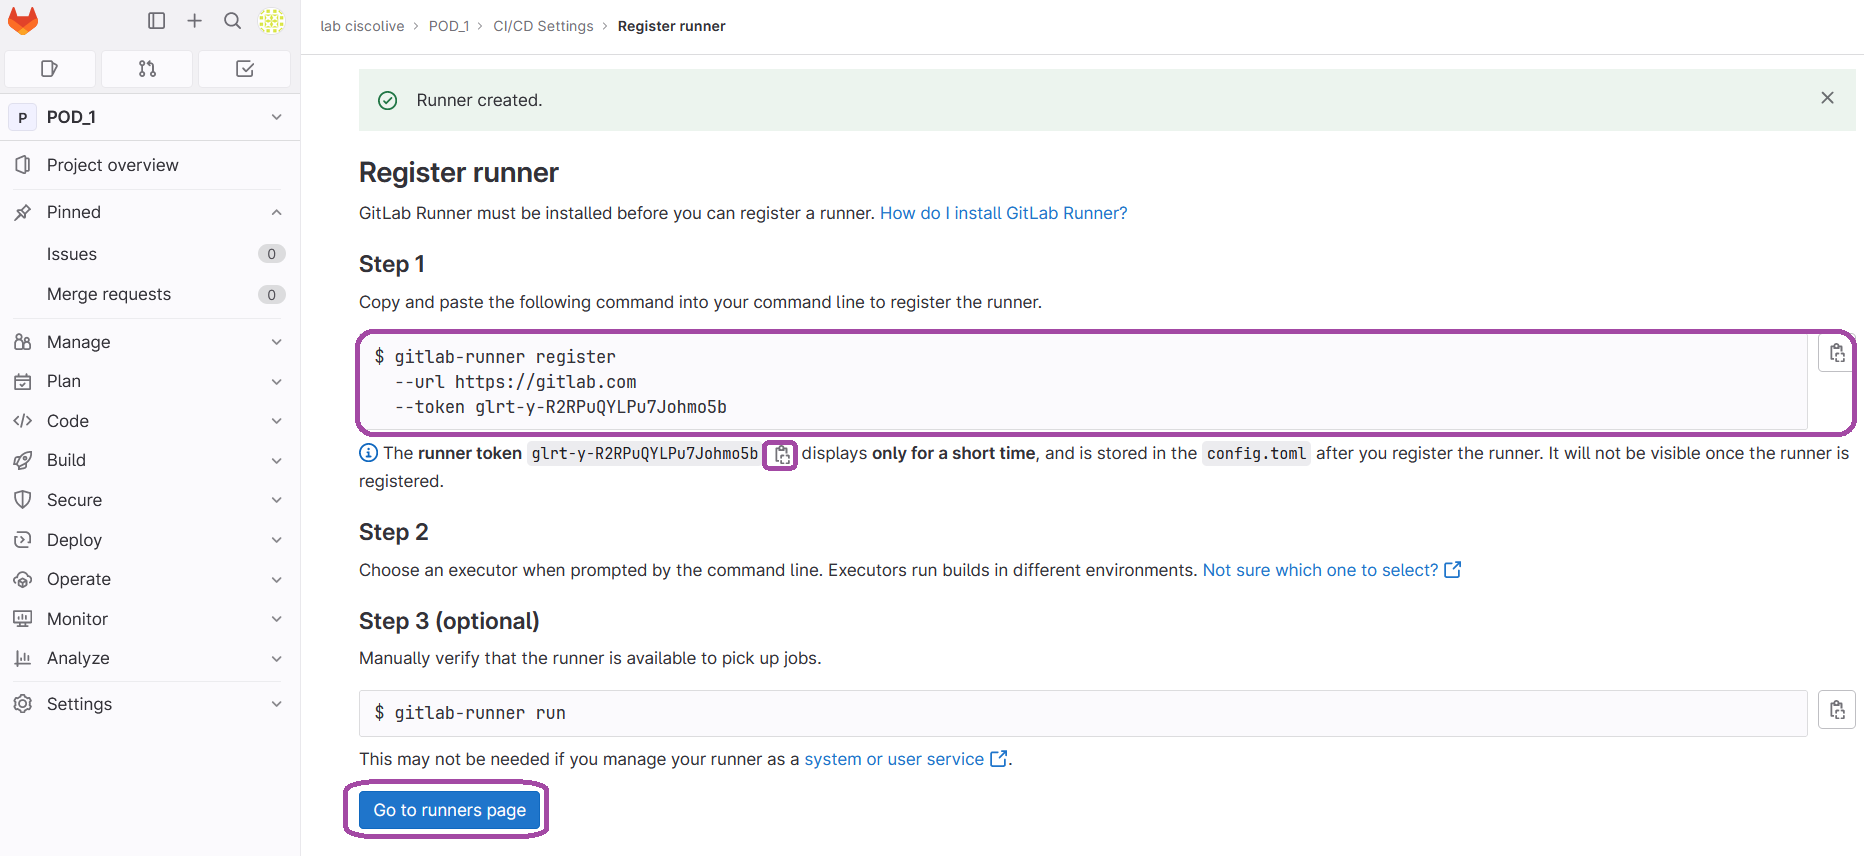 lab ciscolive › POD_1 › CI/CD Settings › Register runner
P POD_1
Project overview
Pinned
Issues 0
Merge requests 0
Manage
Plan
Code
Build
Secure
Deploy
Operate
Monitor
Analyze
Settings
Runner created.
Register runner
GitLab Runner must be installed before you can register a runner. How do I install GitLab Runner?
Step 1
Copy and paste the following command into your command line to register the runner.
$ gitlab-runner register
--url https://gitlab.com
--token glrt-y-R2RPuQYLPu7Johmo5b
The runner token glrt-y-R2RPuQYLPu7Johmo5b displays only for a short time, and is stored in the config.toml after you register the runner. It will not be visible once the runner is
registered.
Step 2
Choose an executor when prompted by the command line. Executors run builds in different environments. Not sure which one to select?
Step 3 (optional)
Manually verify that the runner is available to pick up jobs.
$ gitlab-runner run
This may not be needed if you manage your runner as a system or user service.
Go to runners page